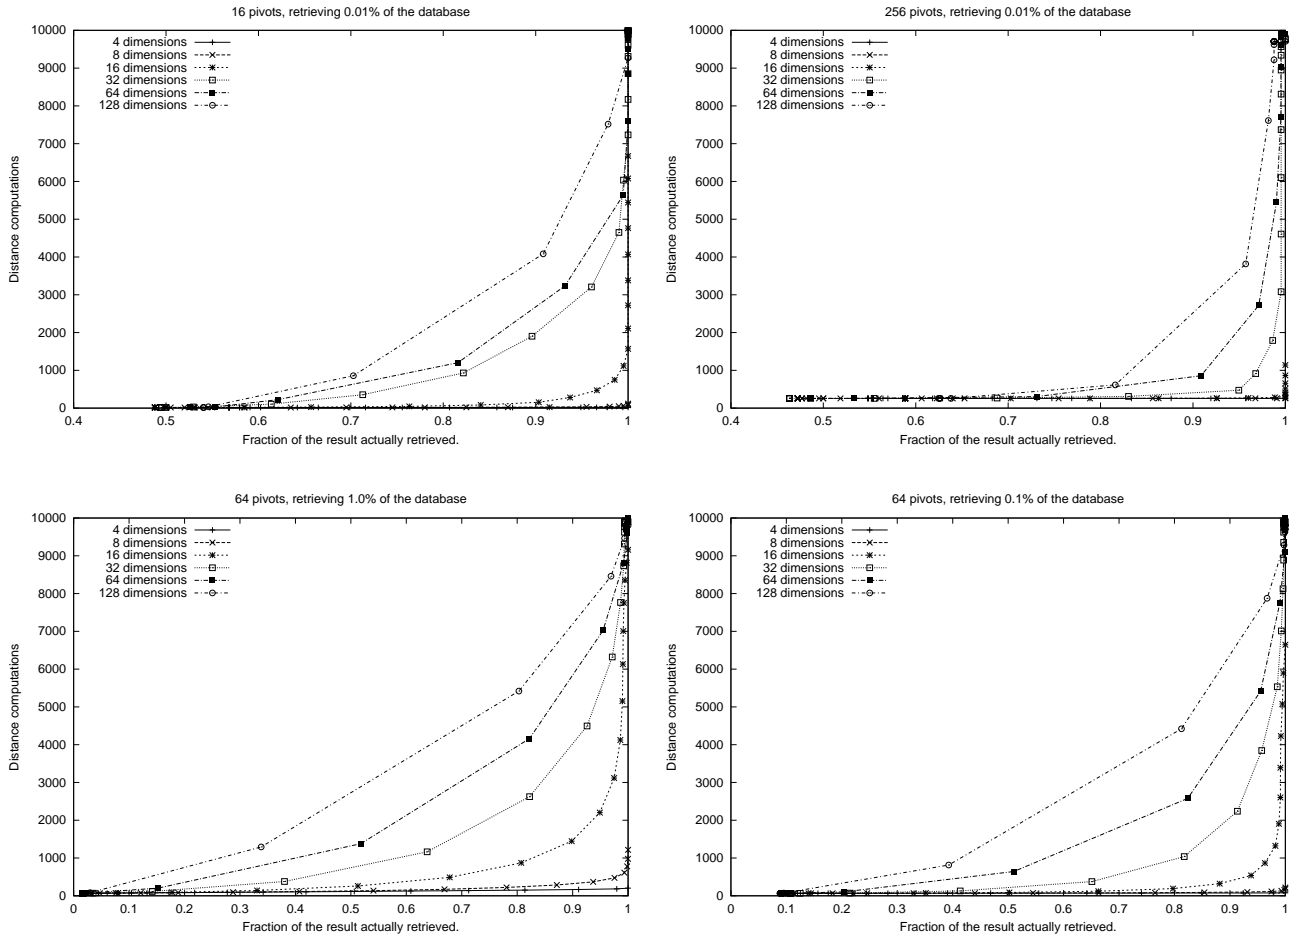 16 pivots, retrieving 0.01% of the database
10000
9000
8000
7000
6000
5000
4000
3000
2000
1000
0
Distance computations
4 dimensions
8 dimensions
16 dimensions
32 dimensions
64 dimensions
128 dimensions
0.4 0.5 0.6 0.7 0.8 0.9 1
Fraction of the result actually retrieved.
256 pivots, retrieving 0.01% of the database
10000
9000
8000
7000
6000
5000
4000
3000
2000
1000
0
Distance computations
4 dimensions
8 dimensions
16 dimensions
32 dimensions
64 dimensions
128 dimensions
0.4 0.5 0.6 0.7 0.8 0.9 1
Fraction of the result actually retrieved.
64 pivots, retrieving 1.0% of the database
10000
9000
8000
7000
6000
5000
4000
3000
2000
1000
0
Distance computations
4 dimensions
8 dimensions
16 dimensions
32 dimensions
64 dimensions
128 dimensions
0 0.1 0.2 0.3 0.4 0.5 0.6 0.7 0.8 0.9 1
Fraction of the result actually retrieved.
64 pivots, retrieving 0.1% of the database
10000
9000
8000
7000
6000
5000
4000
3000
2000
1000
0
Distance computations
4 dimensions
8 dimensions
16 dimensions
32 dimensions
64 dimensions
128 dimensions
0 0.1 0.2 0.3 0.4 0.5 0.6 0.7 0.8 0.9 1
Fraction of the result actually retrieved.